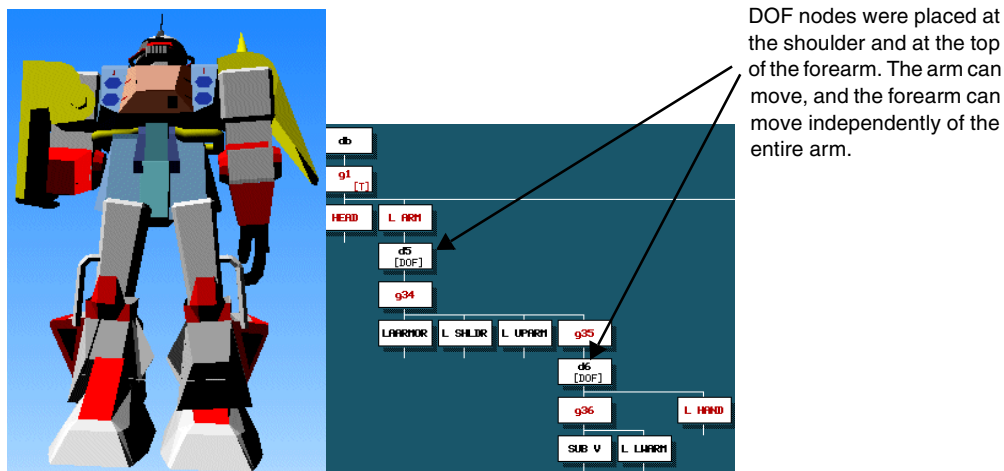 DOF nodes were placed at
the shoulder and at the top
of the forearm. The arm can
move, and the forearm can
move independently of the
entire arm.
db
g1
[T]
HEAD
L ARM
d5
[DOF]
g34
LAARMOR
L SHLDR
L UPARM
g35
d6
[DOF]
g36
L HAND
SUB V
L LWARM